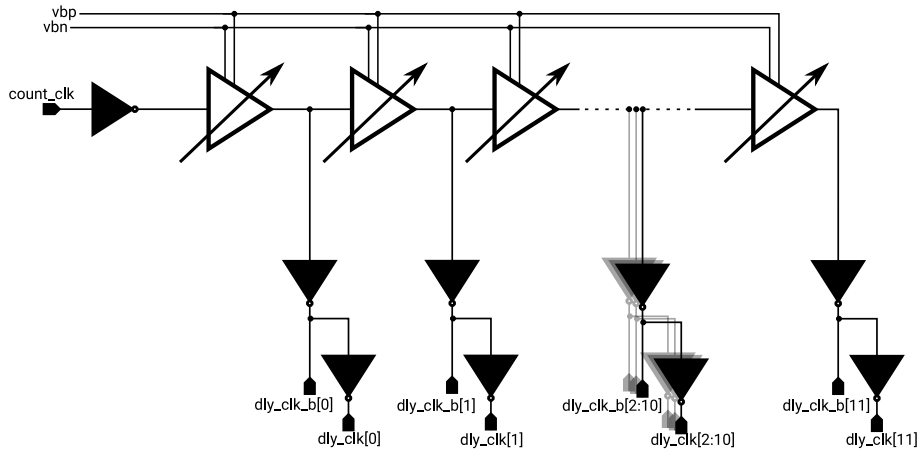 vbp
vbn
count_clk
dly_clk_b[0]
dly_clk_b[1]
dly_clk_b[2:10]
dly_clk_b[11]
dly_clk[0]
dly_clk[1]
dly_clk[2:10]
dly_clk[11]